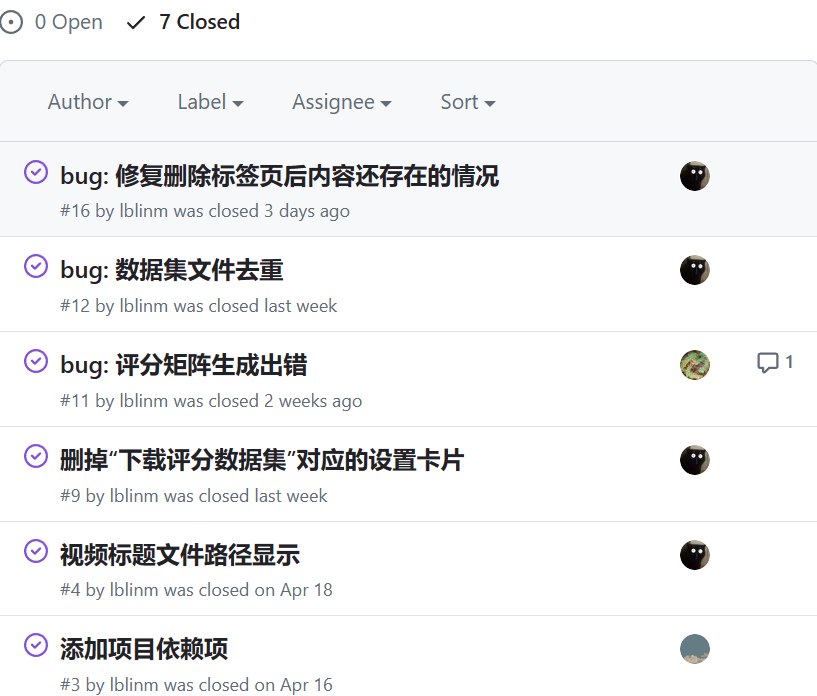 0 Open 7 Closed
Author Label Assignee Sort
bug: 修复删除标签页后内容还存在的情况
#16 by lblinm was closed 3 days ago
bug: 数据集文件去重
#12 by lblinm was closed last week
bug: 评分矩阵生成出错
1
#11 by lblinm was closed 2 weeks ago
删掉“下载评分数据集”对应的设置卡片
#9 by lblinm was closed last week
视频标题文件路径显示
#4 by lblinm was closed on Apr 18
添加项目依赖项
#3 by lblinm was closed on Apr 16